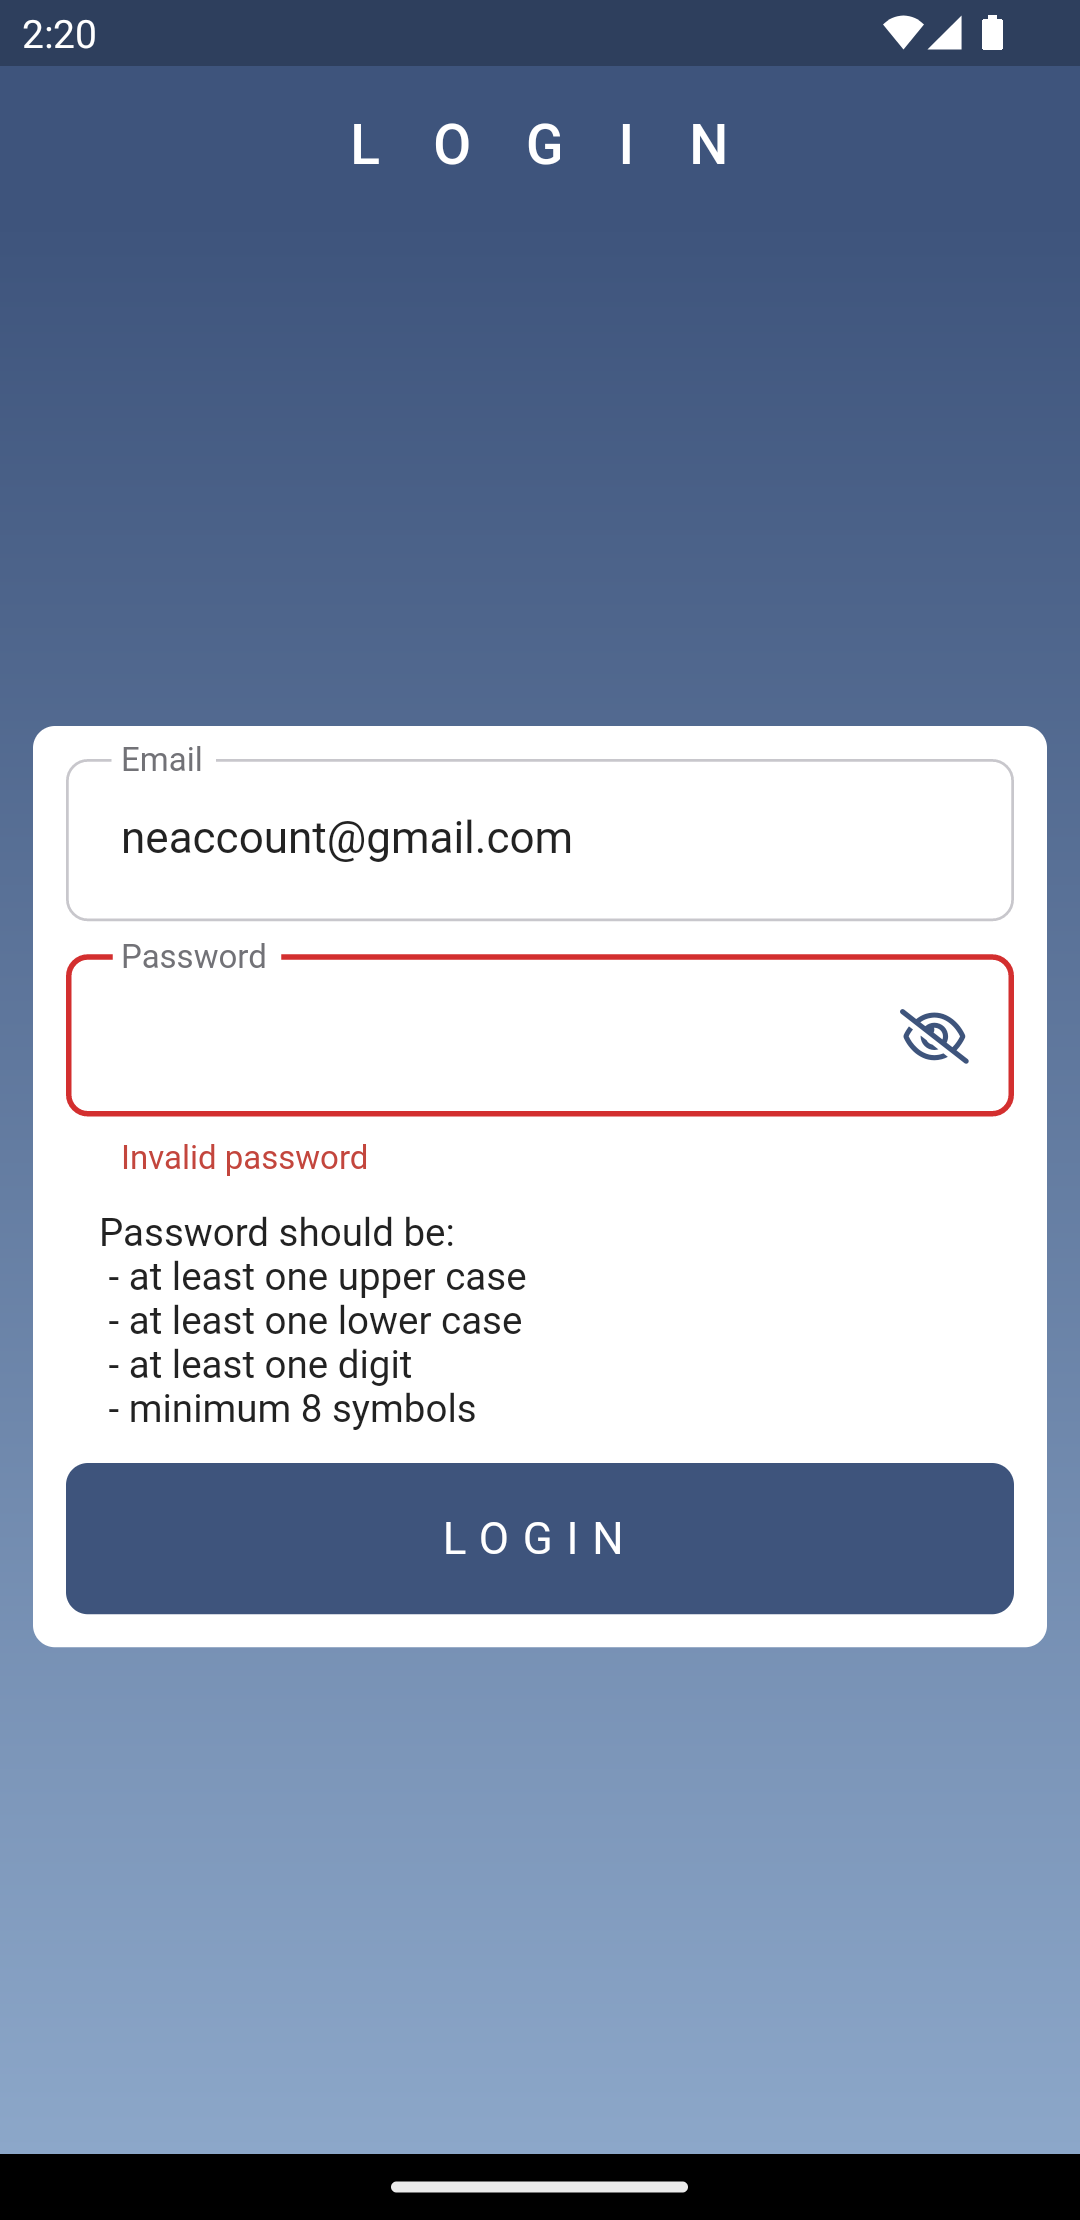 2:20
L O G I N
Email
neaccount@gmail.com
Password
Invalid password
Password should be:
- at least one upper case
- at least one lower case
- at least one digit
- minimum 8 symbols
LOGIN